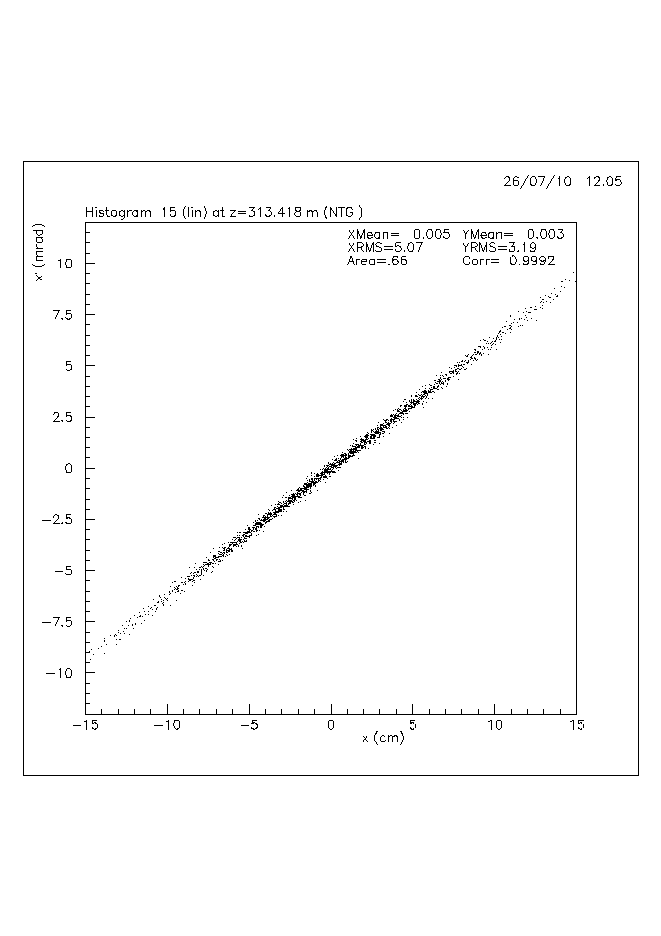 26/07/10 12.05
Histogram 15 (lin) at z=313.418 m (NTG )
XMean= 0.005 YMean= 0.003
XRMS=5.07 YRMS=3.19
Area=.66 Corr= 0.9992
x' (mrad)
10
7.5
5
2.5
0
−2.5
−5
−7.5
−10
−15 −10 −5 0 5 10 15
x (cm)